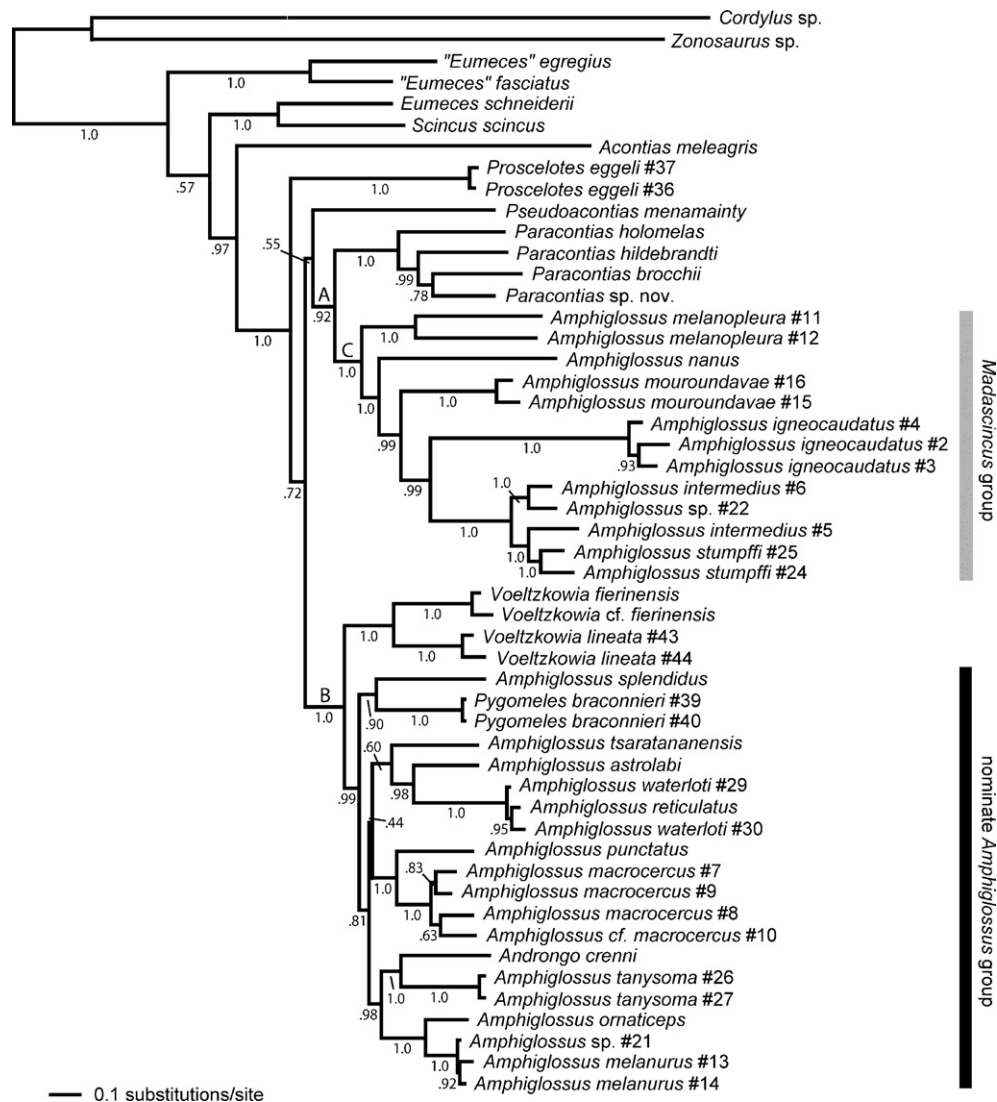 Cordylus sp.
Zonosaurus sp.
"Eumeces" egregius
1.0
"Eumeces" fasciatus
Eumeces schneiderii
1.0
Scincus scincus
1.0
Acontias meleagris
.57
Proscelotes eggeli #37
1.0
Proscelotes eggeli #36
Pseudoacontias menamainty
.97
.55
Paracontias holomelas
1.0
Paracontias hildebrandti
.99
Paracontias brocchii
.78
Paracontias sp. nov.
A
.92
1.0
Amphiglossus melanopleura #11
1.0
Amphiglossus melanopleura #12
C
1.0
Amphiglossus nanus
1.0
Amphiglossus mouroundavae #16
1.0
Amphiglossus mouroundavae #15
.99
Amphiglossus igneocaudatus #4
1.0
Amphiglossus igneocaudatus #2
.93
Amphiglossus igneocaudatus #3
.99
1.0
Amphiglossus intermedius #6
Amphiglossus sp. #22
1.0
Amphiglossus intermedius #5
1.0
Amphiglossus stumpffi #25
1.0
Amphiglossus stumpffi #24
Madascincus group
.72
Voeltzkowia fierinensis
1.0
Voeltzkowia cf. fierinensis
1.0
Voeltzkowia lineata #43
1.0
Voeltzkowia lineata #44
B
1.0
Amphiglossus splendidus
.90
Pygomeles braconnieri #39
1.0
Pygomeles braconnieri #40
.99
.60
Amphiglossus tsaratananensis
Amphiglossus astrolabi
.98
Amphiglossus waterloti #29
1.0
Amphiglossus reticulatus
.95
Amphiglossus waterloti #30
.44
Amphiglossus punctatus
1.0
.83
Amphiglossus macrocercus #7
Amphiglossus macrocercus #9
1.0
Amphiglossus macrocercus #8
.63
Amphiglossus cf. macrocercus #10
.81
Androngo crenni
1.0
Amphiglossus tanysoma #26
1.0
Amphiglossus tanysoma #27
.98
Amphiglossus ornaticeps
1.0
Amphiglossus sp. #21
1.0
Amphiglossus melanurus #13
.92
Amphiglossus melanurus #14
nominate Amphiglossus group
0.1 substitutions/site